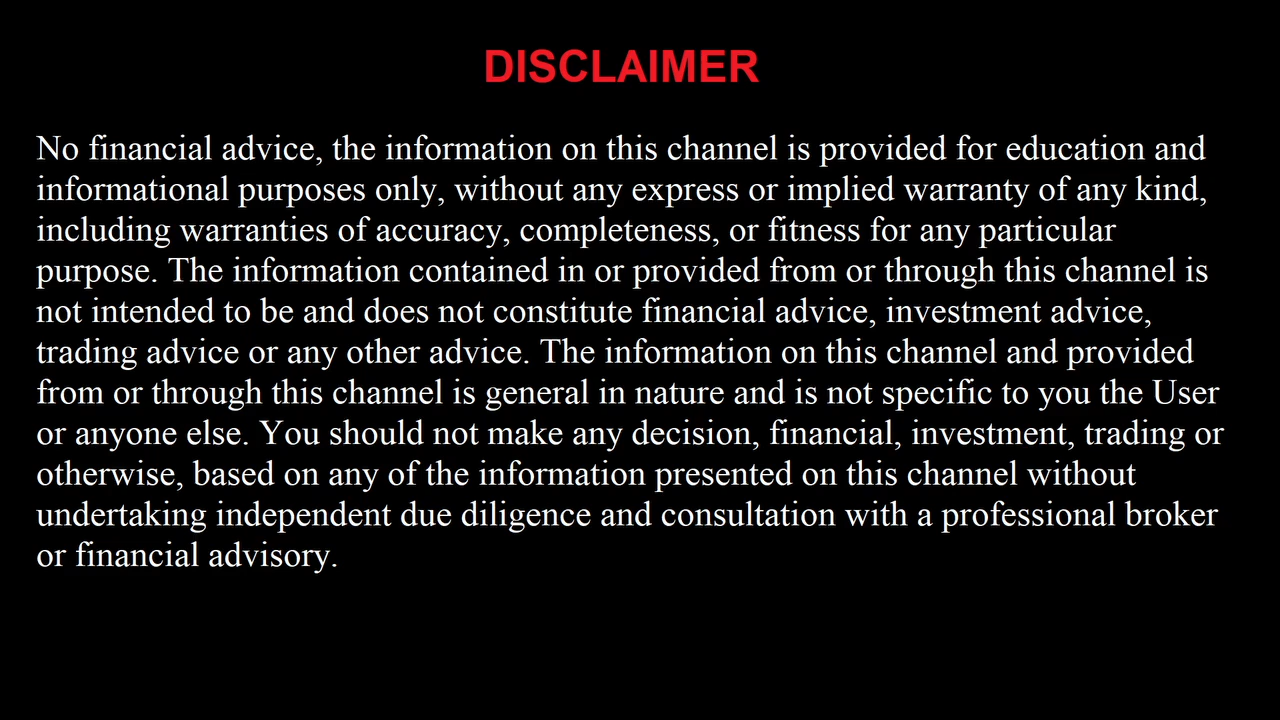 DISCLAIMER
No financial advice, the information on this channel is provided for education and
informational purposes only, without any express or implied warranty of any kind,
including warranties of accuracy, completeness, or fitness for any particular
purpose. The information contained in or provided from or through this channel is
not intended to be and does not constitute financial advice, investment advice,
trading advice or any other advice. The information on this channel and provided
from or through this channel is general in nature and is not specific to you the User
or anyone else. You should not make any decision, financial, investment, trading or
otherwise, based on any of the information presented on this channel without
undertaking independent due diligence and consultation with a professional broker
or financial advisory.